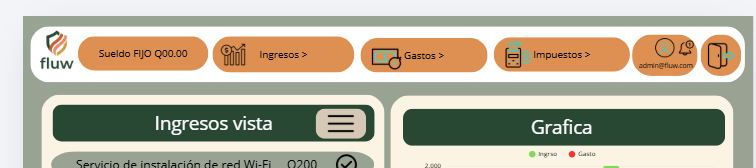 fluw
Sueldo FIJO Q00.00
Ingresos >
Gastos >
Impuestos >
admin@fluw.com
Ingresos vista
Grafica
Ingrso
Gasto
Servicio de instalación de red Wi-Fi Q200
2,000